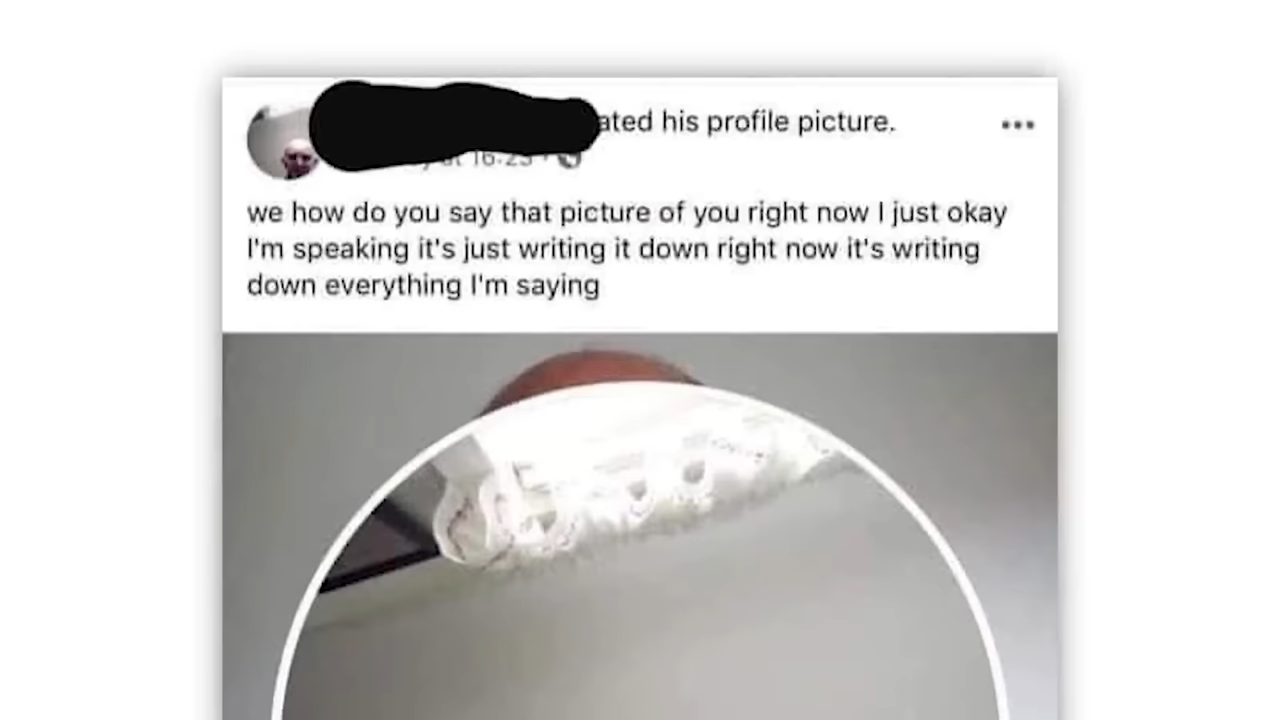 his profile picture.
we how do you say that picture of you right now I just okay
I'm speaking it's just writing it down right now it's writing
down everything I'm saying